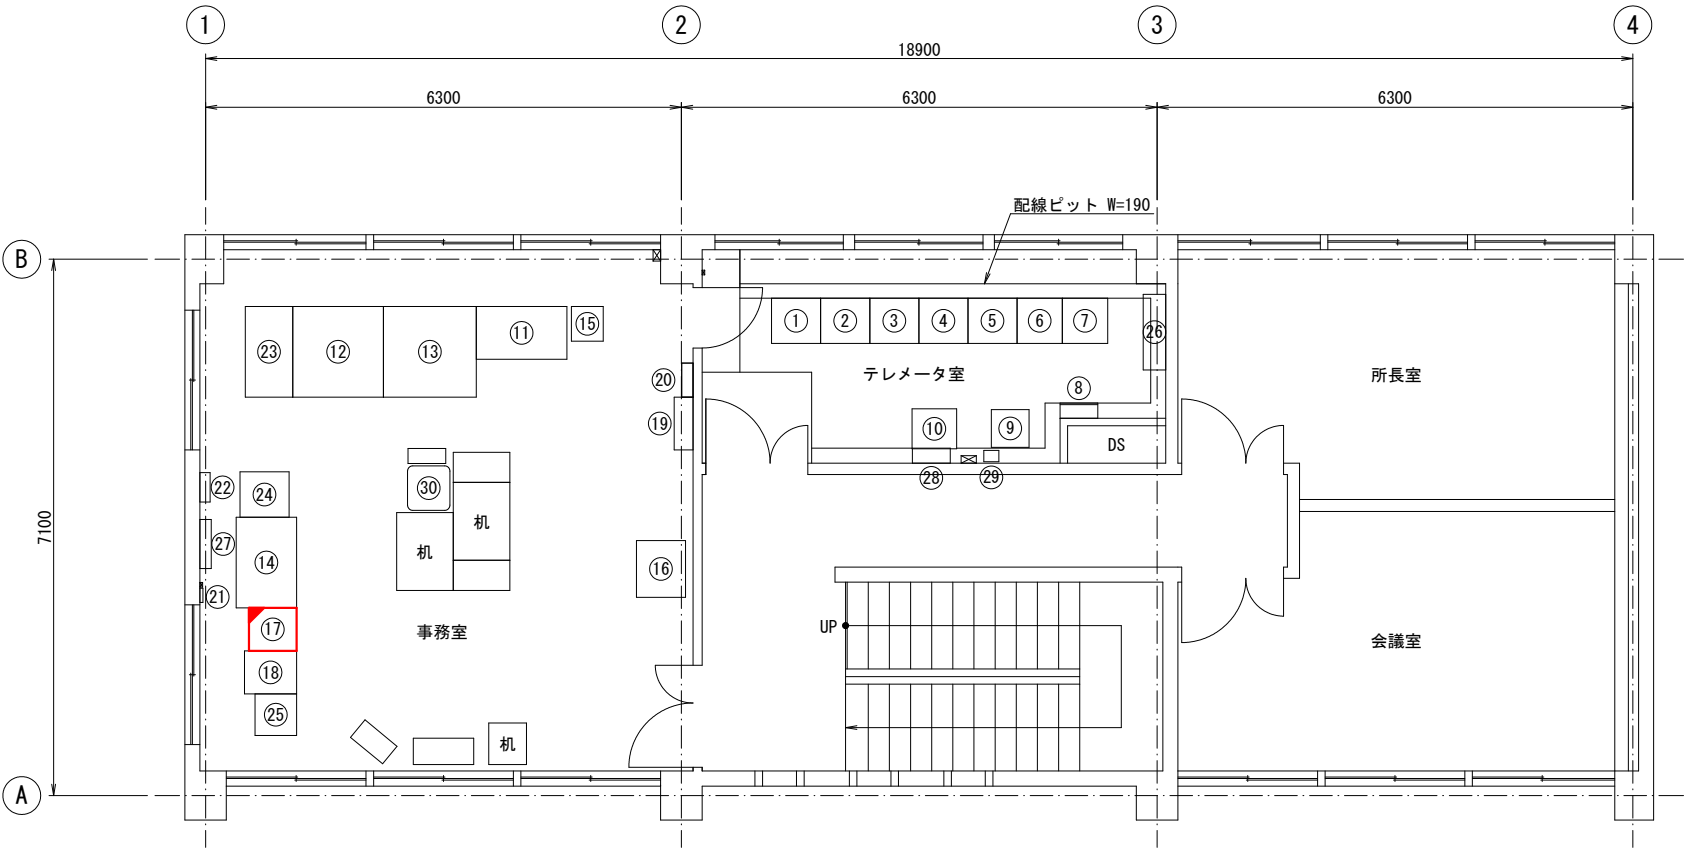 ① ② ③ ④
18900
6300 6300 6300
配線ピット W=190
Ⓑ
① ② ③ ④ ⑤ ⑥ ⑦ ㉖
㉓ ⑫ ⑬ ⑪ ⑮
テレメータ室
所長室
⑳ ⑧
⑲ ⑩ ⑨ DS
㉘ ㉙
㉒ ㉔ ㉚
机
机
7100
㉗ ⑭ ⑯
㉑
⑰ 事務室
UP
会議室
⑱
㉕
机
Ⓐ